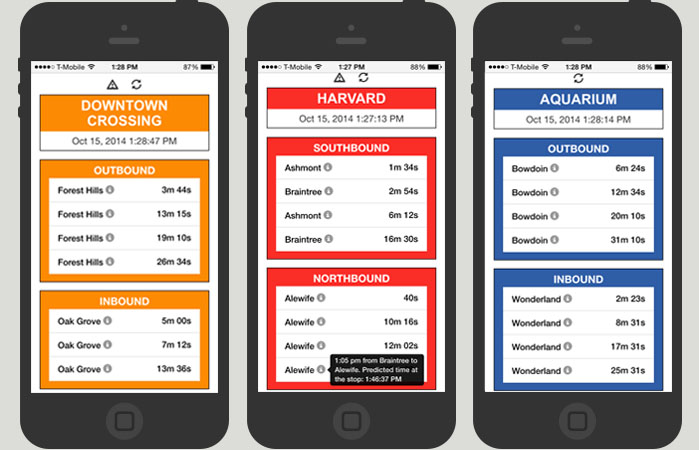 T-Mobile 1:28 PM 87%
DOWNTOWN
CROSSING
Oct 15, 2014 1:28:47 PM
OUTBOUND
Forest Hills 3m 44s
Forest Hills 13m 15s
Forest Hills 19m 10s
Forest Hills 26m 34s
INBOUND
Oak Grove 5m 00s
Oak Grove 7m 12s
Oak Grove 13m 36s
T-Mobile 1:27 PM 88%
HARVARD
Oct 15, 2014 1:27:13 PM
SOUTHBOUND
Ashmont 1m 34s
Braintree 2m 54s
Ashmont 6m 12s
Braintree 16m 30s
NORTHBOUND
Alewife 40s
Alewife 10m 16s
Alewife 12m 02s
Alewife
1:05 pm from Braintree to
Alewife. Predicted time at
the stop: 1:46:37 PM
T-Mobile 1:28 PM 88%
AQUARIUM
Oct 15, 2014 1:28:14 PM
OUTBOUND
Bowdoin 6m 24s
Bowdoin 12m 34s
Bowdoin 20m 10s
Bowdoin 31m 10s
INBOUND
Wonderland 2m 23s
Wonderland 8m 31s
Wonderland 17m 31s
Wonderland 25m 31s